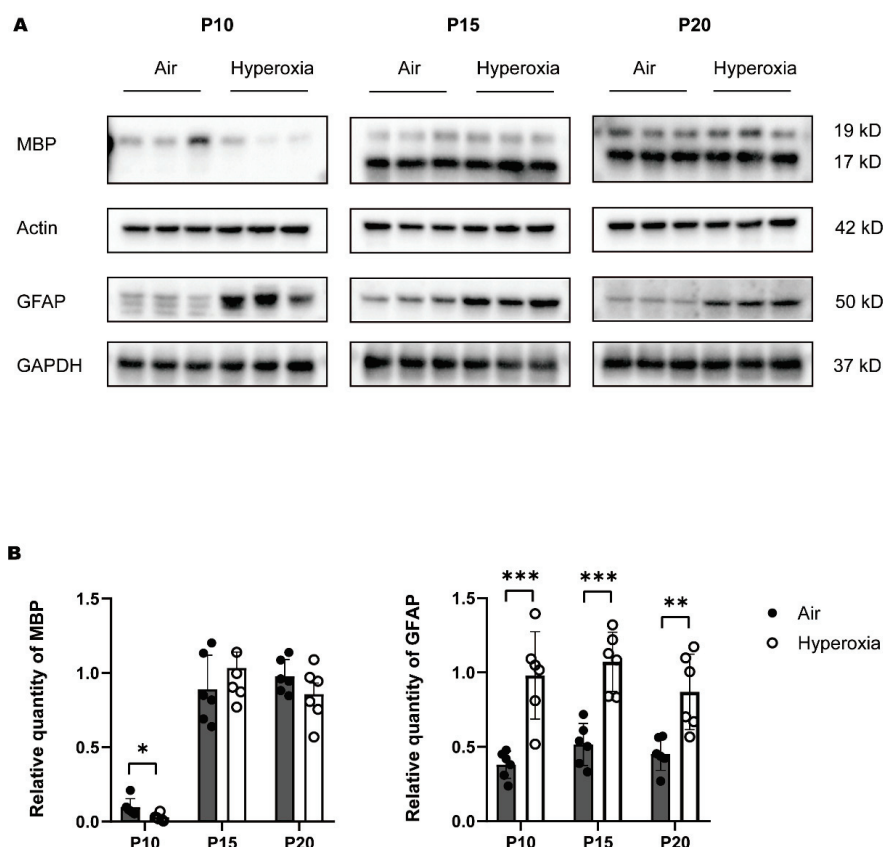 A P10 P15 P20
Air Hyperoxia Air Hyperoxia Air Hyperoxia
MBP 19 kD
17 kD
Actin 42 kD
GFAP 50 kD
GAPDH 37 kD
B
Relative quantity of MBP
1.5
1.0
0.5
0.0
*
P10 P15 P20
Relative quantity of GFAP
1.5
1.0
0.5
0.0
*** *** **
P10 P15 P20
Air
Hyperoxia